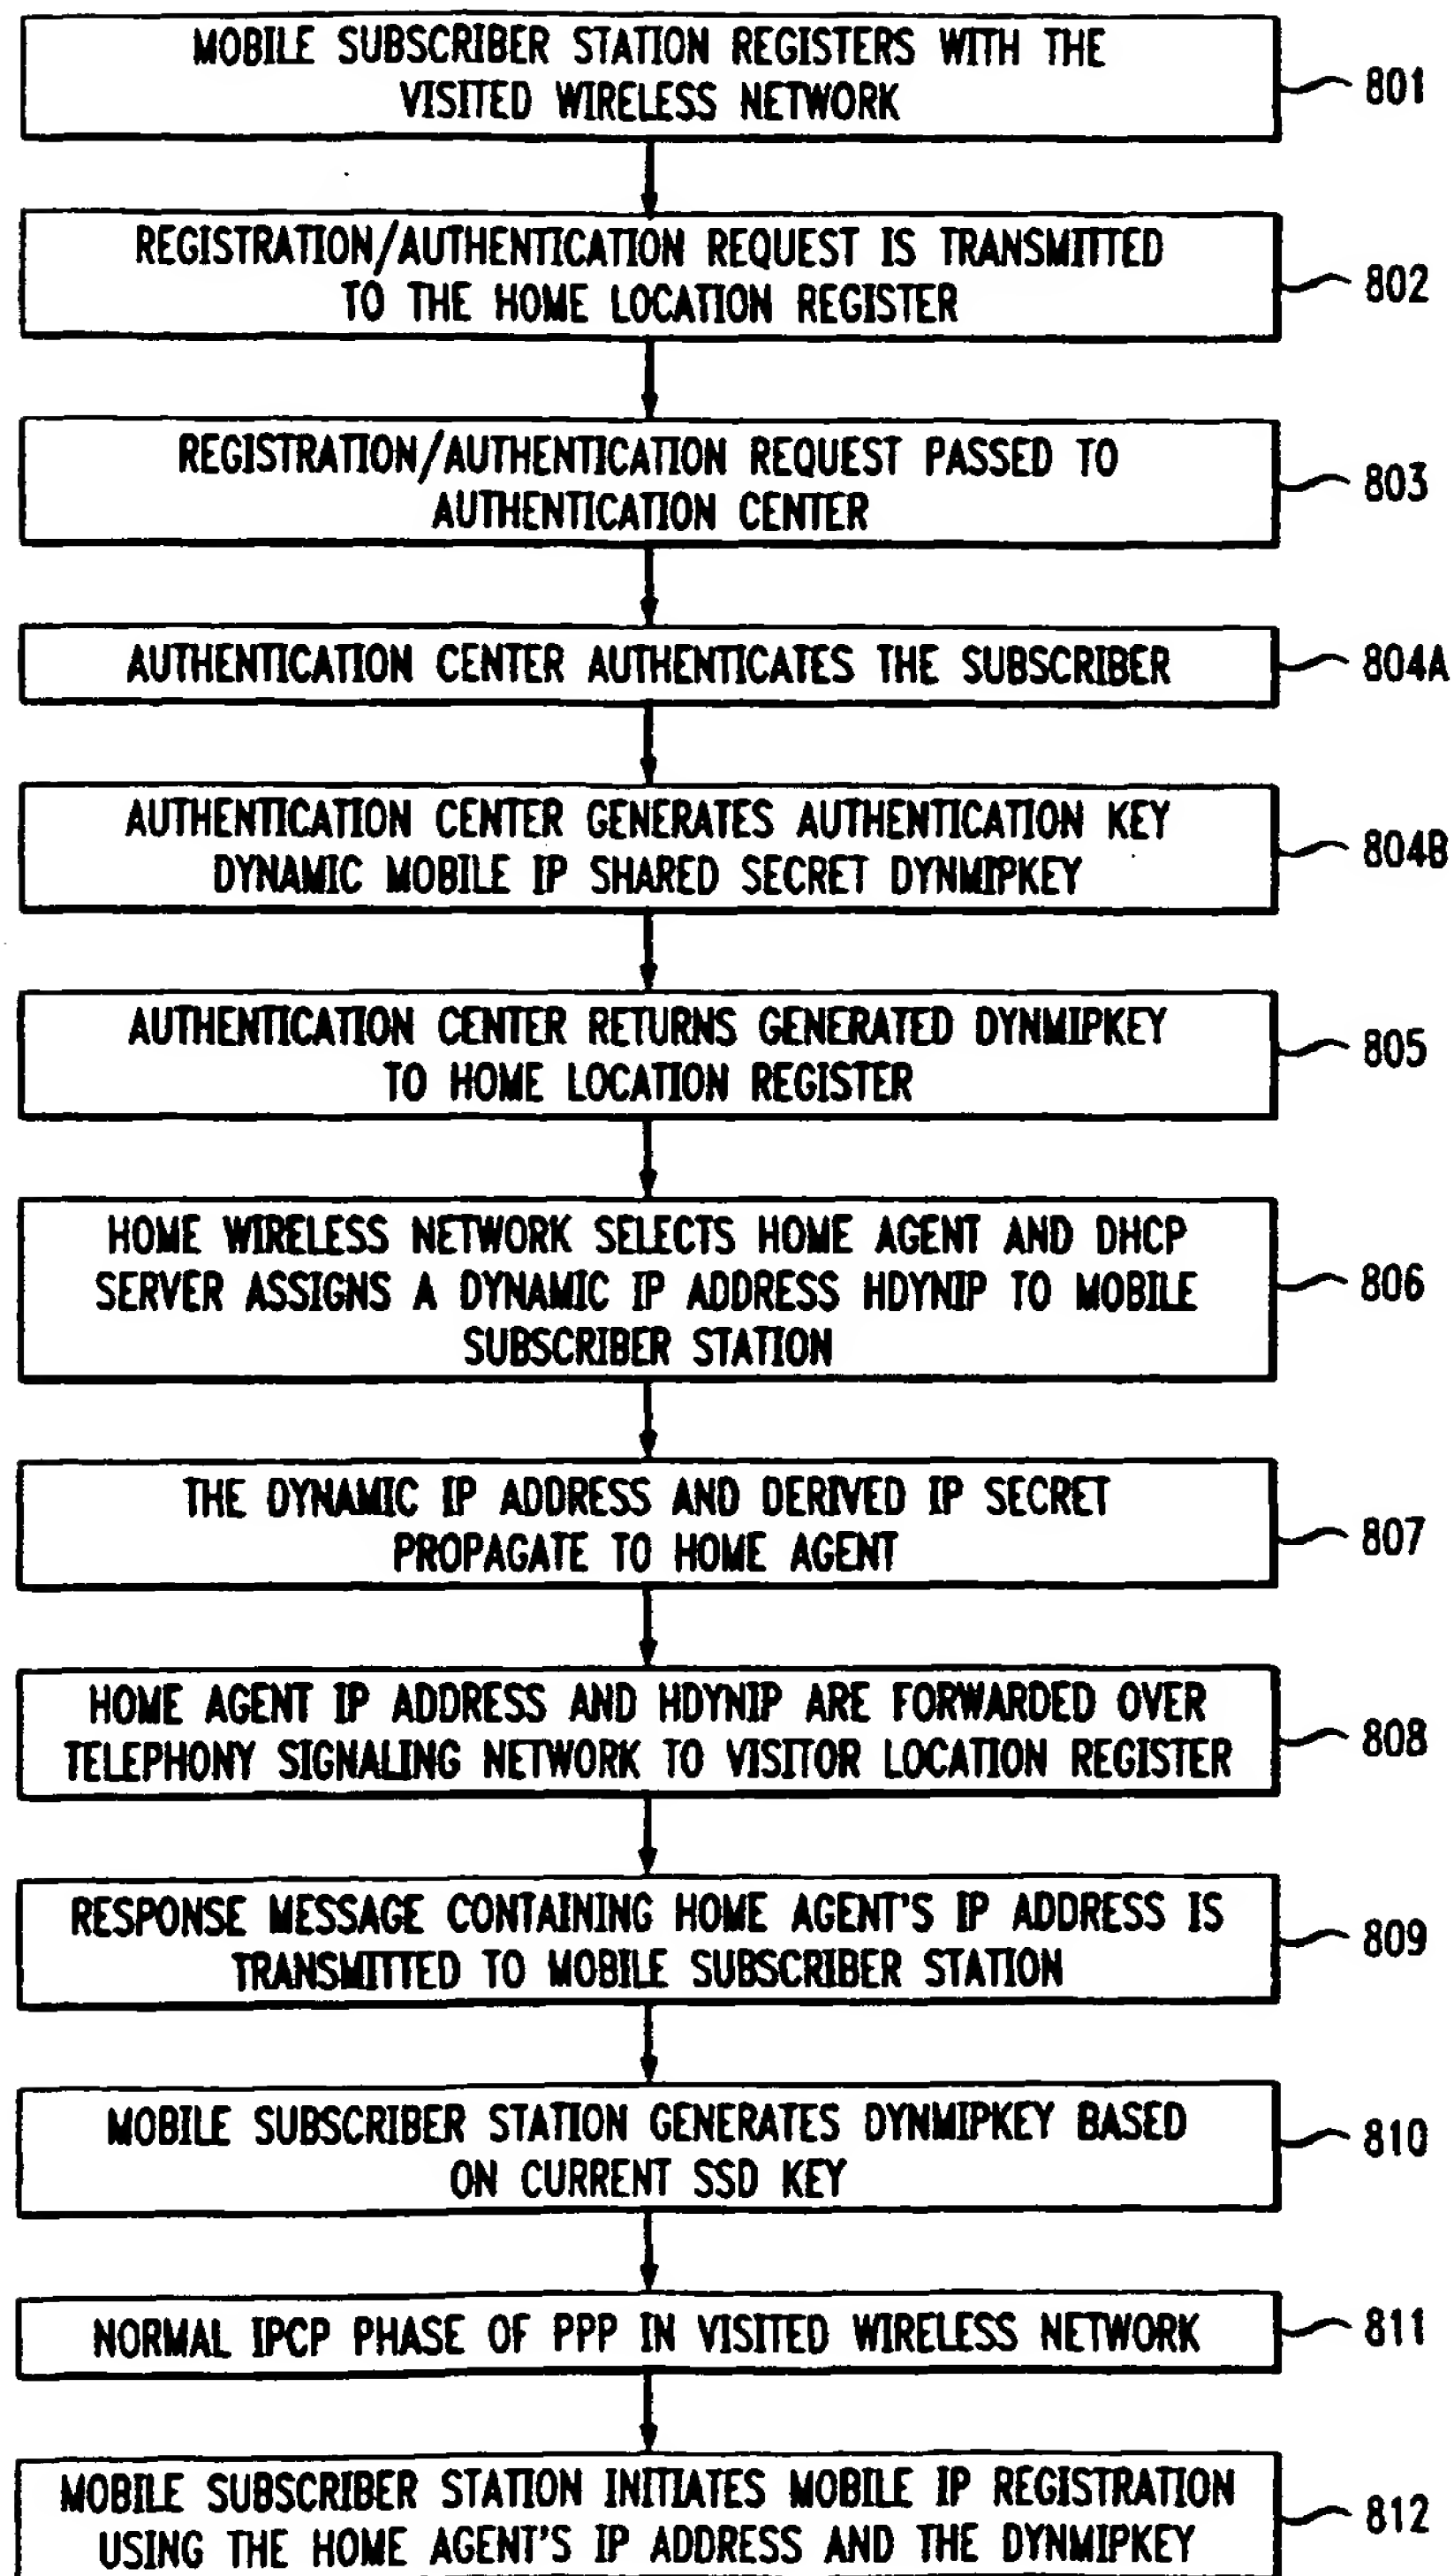 MOBILE SUBSCRIBER STATION REGISTERS WITH THE
VISITED WIRELESS NETWORK
801
REGISTRATION/AUTHENTICATION REQUEST IS TRANSMITTED
TO THE HOME LOCATION REGISTER
802
REGISTRATION/AUTHENTICATION REQUEST PASSED TO
AUTHENTICATION CENTER
803
AUTHENTICATION CENTER AUTHENTICATES THE SUBSCRIBER
804A
AUTHENTICATION CENTER GENERATES AUTHENTICATION KEY
DYNAMIC MOBILE IP SHARED SECRET DYNMIPKEY
804B
AUTHENTICATION CENTER RETURNS GENERATED DYNMIPKEY
TO HOME LOCATION REGISTER
805
HOME WIRELESS NETWORK SELECTS HOME AGENT AND DHCP
SERVER ASSIGNS A DYNAMIC IP ADDRESS HDYNIP TO MOBILE
SUBSCRIBER STATION
806
THE DYNAMIC IP ADDRESS AND DERIVED IP SECRET
PROPAGATE TO HOME AGENT
807
HOME AGENT IP ADDRESS AND HDYNIP ARE FORWARDED OVER
TELEPHONY SIGNALING NETWORK TO VISITOR LOCATION REGISTER
808
RESPONSE MESSAGE CONTAINING HOME AGENT'S IP ADDRESS IS
TRANSMITTED TO MOBILE SUBSCRIBER STATION
809
MOBILE SUBSCRIBER STATION GENERATES DYNMIPKEY BASED
ON CURRENT SSD KEY
810
NORMAL IPCP PHASE OF PPP IN VISITED WIRELESS NETWORK
811
MOBILE SUBSCRIBER STATION INITIATES MOBILE IP REGISTRATION
USING THE HOME AGENT'S IP ADDRESS AND THE DYNMIPKEY
812